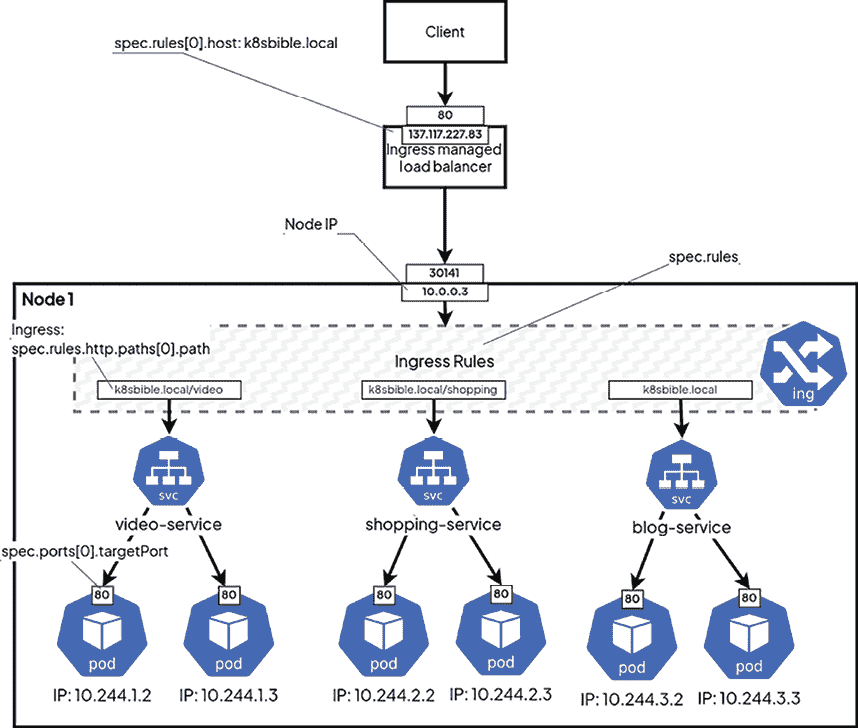 Client
spec.rules[0].host: k8sbible.local
80
137.117.227.83
Ingress managed
load balancer
Node IP
30141
10.0.0.3
spec.rules
Node1
Ingress:
spec.rules.http.paths[0].path
Ingress Rules
k8sbible.local/video
k8sbible.local/shopping
k8sbible.local
ing
svc
svc
svc
video-service
shopping-service
blog-service
spec.ports[0].targetPort
80
80
80
80
80
80
pod
pod
pod
pod
pod
pod
IP: 10.244.1.2
IP: 10.244.1.3
IP: 10.244.2.2
IP: 10.244.2.3
IP: 10.244.3.2
IP: 10.244.3.3